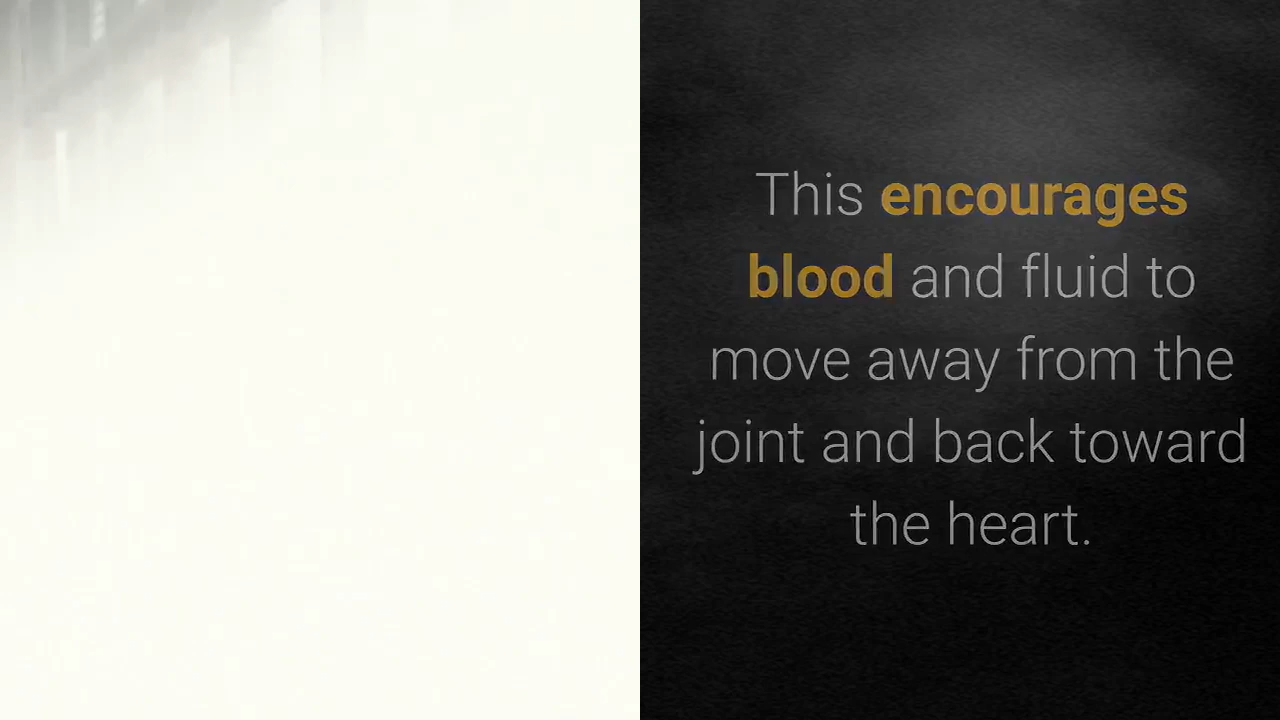 This encourages
blood and fluid to
move away from the
joint and back toward
the heart.